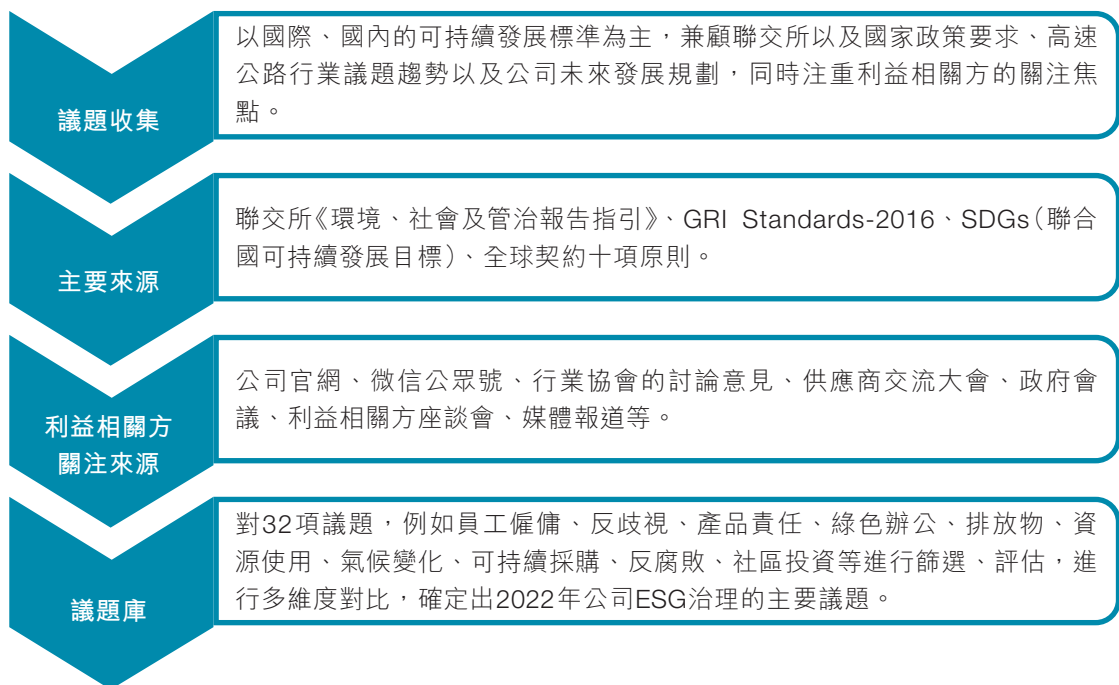 議題收集
以國際、國內的可持續發展標準為主，兼顧聯交所以及國家政策要求、高速
公路行業議題趨勢以及公司未來發展規劃，同時注重利益相關方的關注焦
點。
主要來源
聯交所《環境、社會及管治報告指引》、GRI Standards-2016、SDGs（聯合
國可持續發展目標）、全球契約十項原則。
利益相關方
關注來源
公司官網、微信公眾號、行業協會的討論意見、供應商交流大會、政府會
議、利益相關方座談會、媒體報道等。
議題庫
對32項議題，例如員工僱傭、反歧視、產品責任、綠色辦公、排放物、資
源使用、氣候變化、可持續採購、反腐敗、社區投資等進行篩選、評估，進
行多維度對比，確定出2022年公司ESG治理的主要議題。